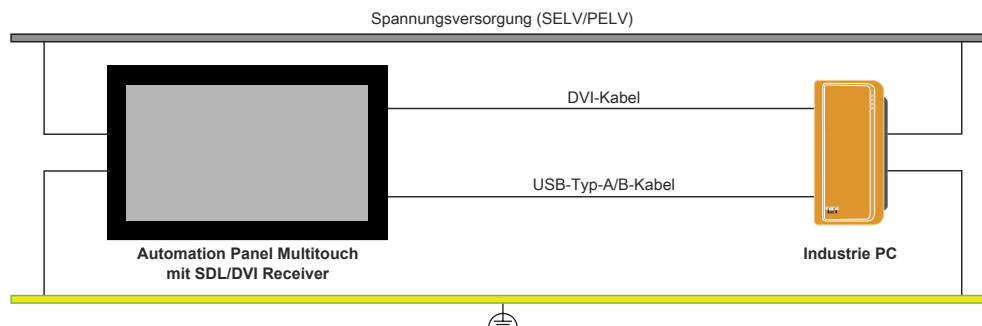 Spannungsversorgung (SELV/PELV)
DVI-Kabel
USB-Typ-A/B-Kabel
Automation Panel Multitouch
mit SDL/DVI Receiver
Industrie PC